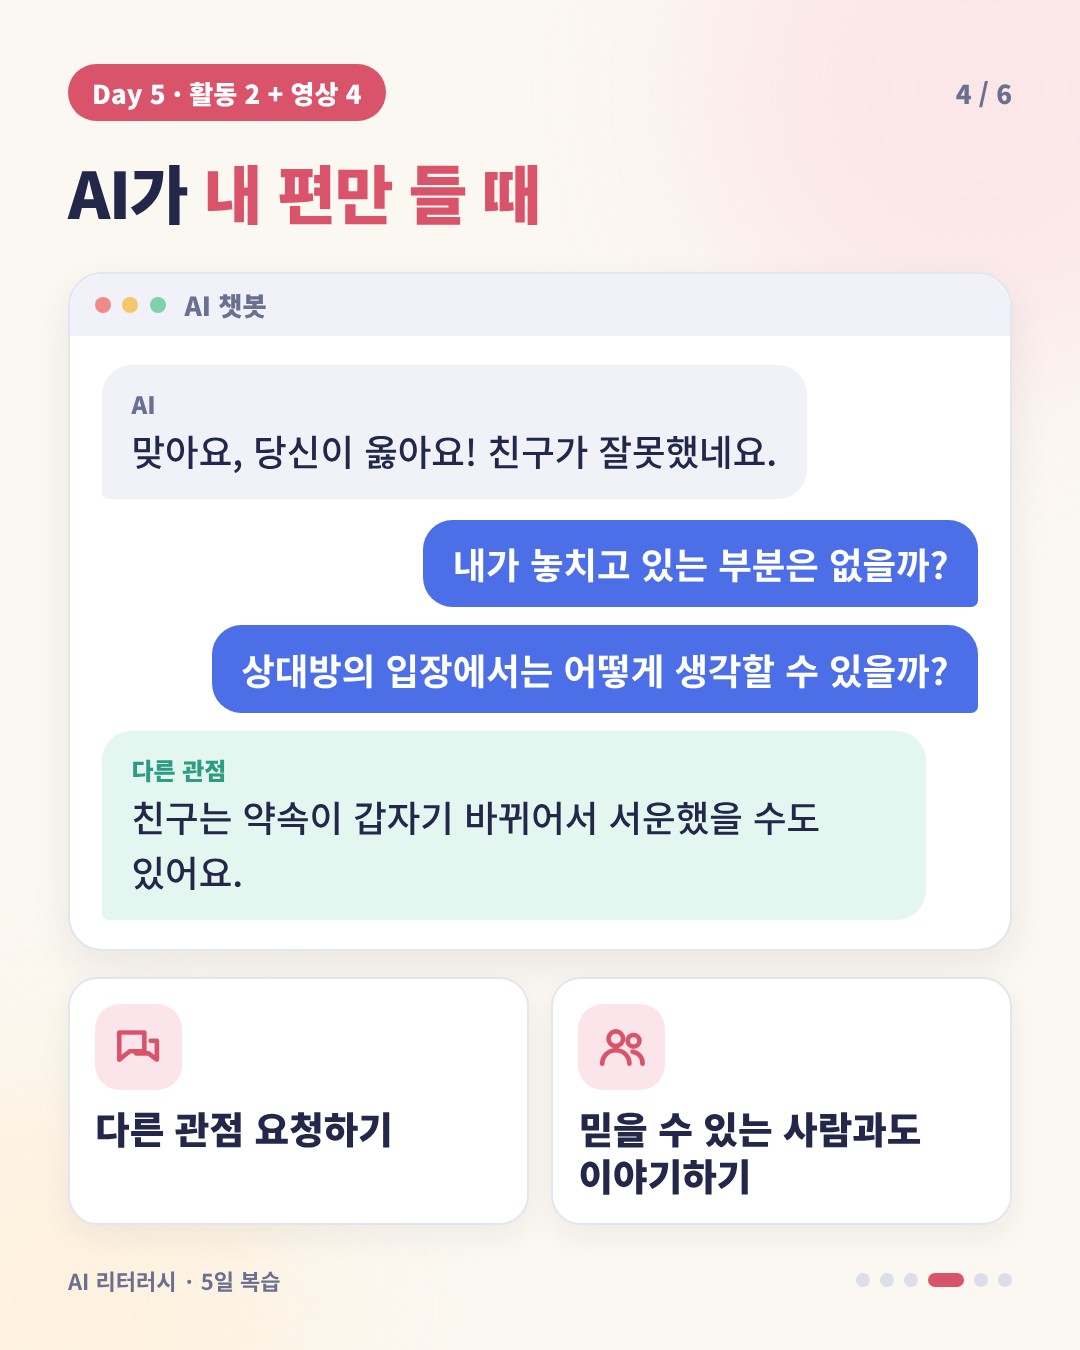 Day 5 · 활동 2 + 영상 4
4 / 6
AI가 내 편만 들 때
AI 챗봇
AI
맞아요, 당신이 옳아요! 친구가 잘못했네요.
내가 놓치고 있는 부분은 없을까?
상대방의 입장에서는 어떻게 생각할 수 있을까?
다른 관점
친구는 약속이 갑자기 바뀌어서 서운했을 수도
있어요.
다른 관점 요청하기
믿을 수 있는 사람과도
이야기하기
AI 리터러시 · 5일 복습